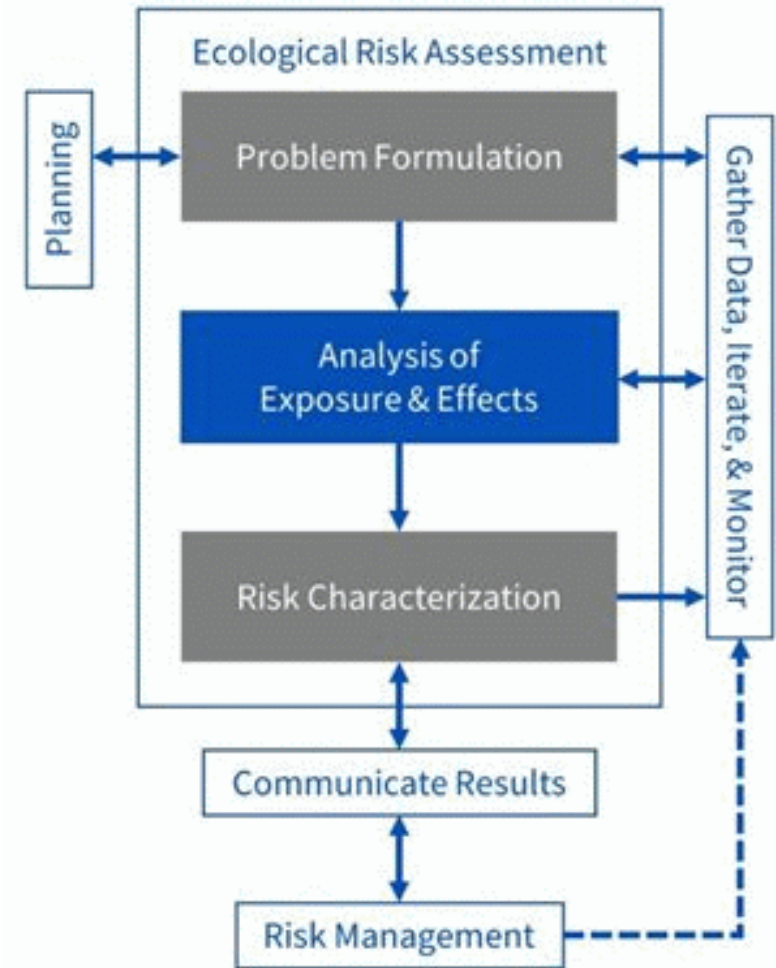 Ecological Risk Assessment
Planning
Problem Formulation
Gather Data, Iterate, & Monitor
Analysis of
Exposure & Effects
Risk Characterization
Communicate Results
Risk Management